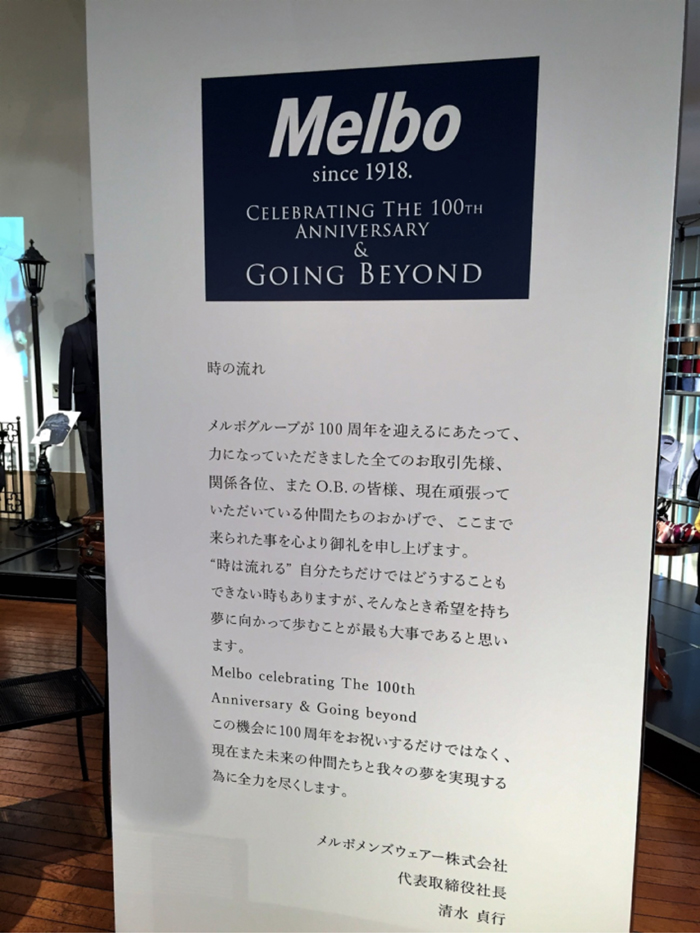 Melbo
since 1918.
CELEBRATING THE 100TH
ANNIVERSARY
&
GOING BEYOND
時の流れ
メルボグループが 100 周年を迎えるにあたって、
力になっていただきました全てのお取引先様、
関係各位、また O.B. の皆様、現在頑張って
いただいている仲間たちのおかげで、ここまで
来られた事を心より御礼を申し上げます。
“時は流れる” 自分たちだけではどうすることも
できない時もありますが、そんなとき希望を持ち
夢に向かって歩むことが最も大事であると思い
ます。
Melbo celebrating The 100th
Anniversary & Going beyond
この機会に100周年をお祝いするだけではなく、
現在また未来の仲間たちと我々の夢を実現する
為に全力を尽くします。
メルボメンズウェアー株式会社
代表取締役社長
清水 貞行